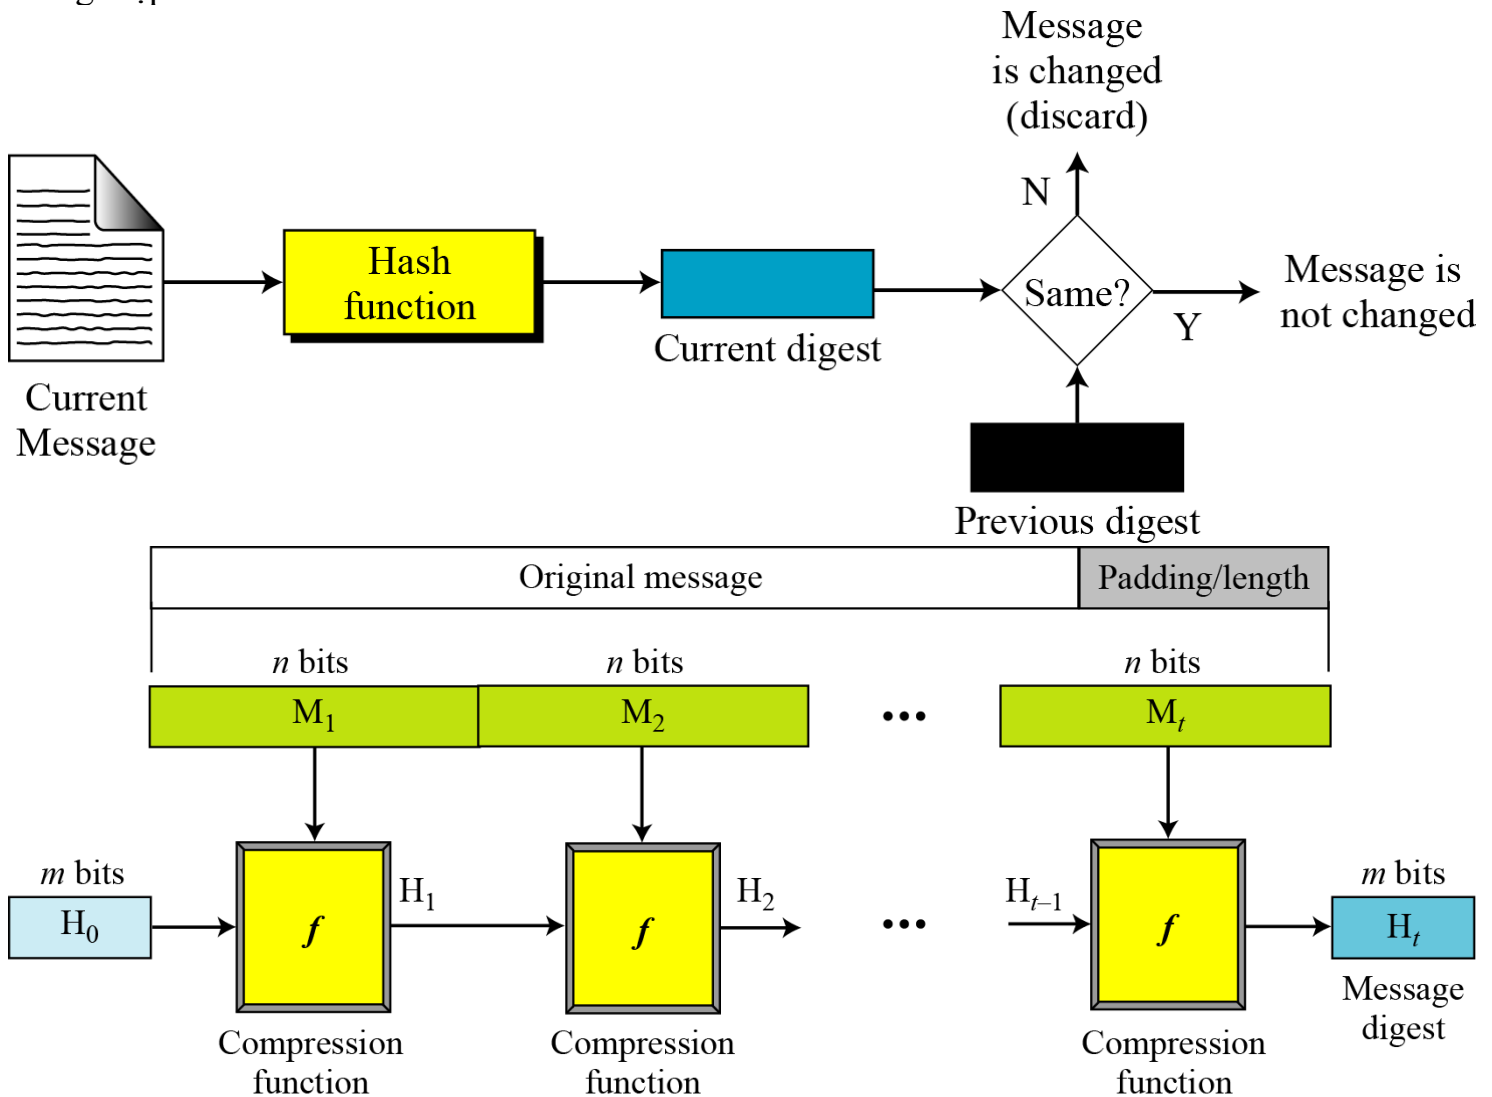 Message
is changed
(discard)
N
Hash
function
Same?
Message is
not changed
Y
Current digest
Current
Message
Previous digest
Original message
Padding/length
n bits
n bits
n bits
M1
M2
...
Mt
m bits
H0
f
H1
f
H2
...
Ht–1
f
m bits
Ht
Message
digest
Compression
function
Compression
function
Compression
function